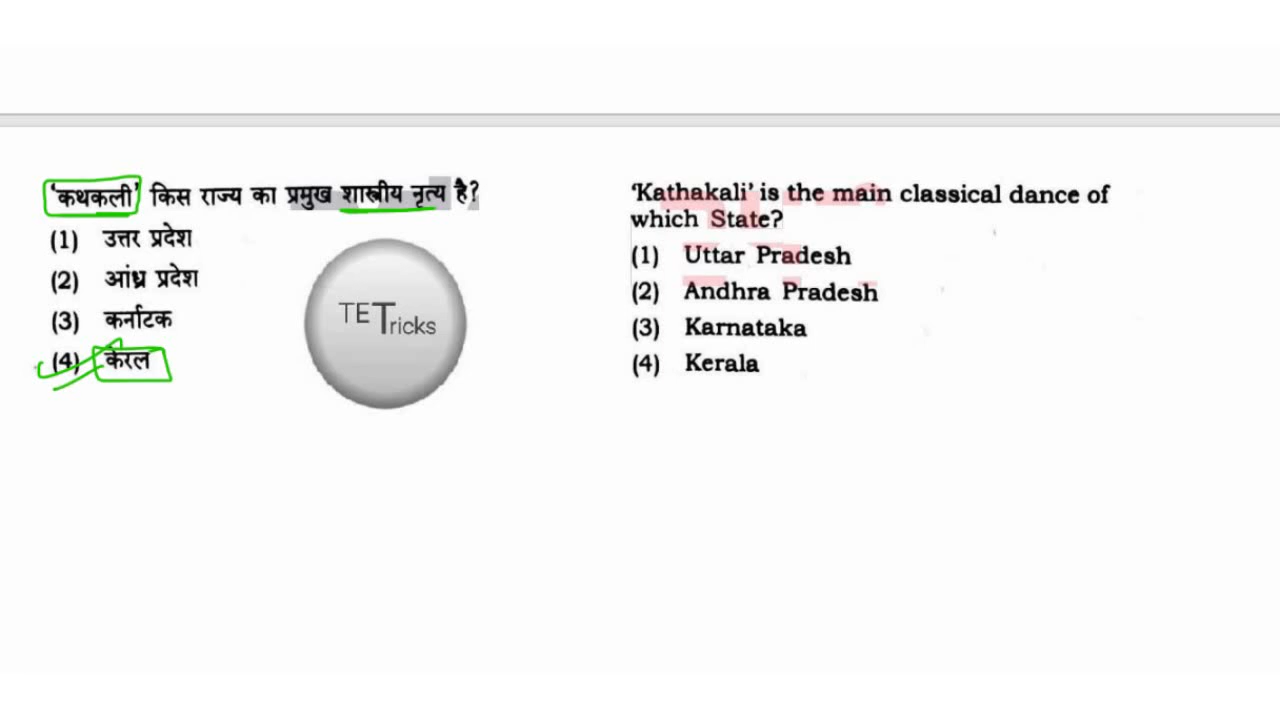 ‘कथकली’ किस राज्य का प्रमुख शास्त्रीय नृत्य है?
(1) उत्तर प्रदेश
(2) आंध्र प्रदेश
(3) कर्नाटक
(4) केरल
TETricks
‘Kathakali’ is the main classical dance of
which State?
(1) Uttar Pradesh
(2) Andhra Pradesh
(3) Karnataka
(4) Kerala